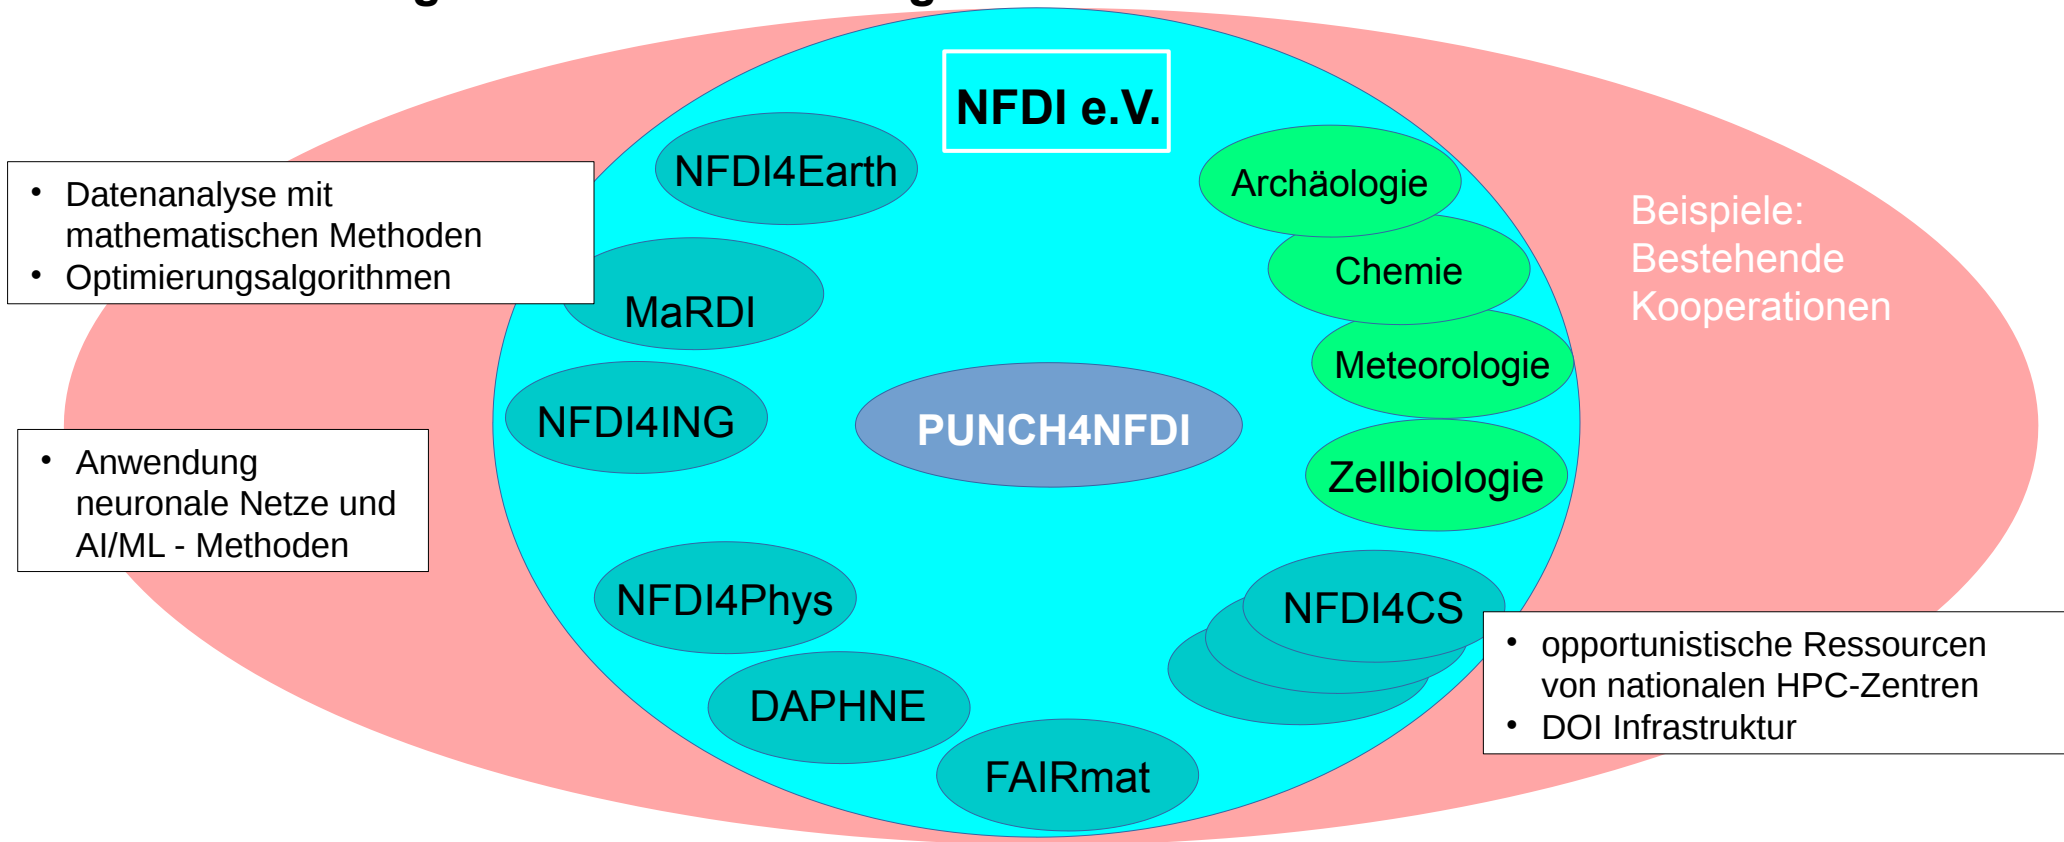 NFDI e.V.
NFDI4Earth
Archäologie
• Datenanalyse mit
mathematischen Methoden
• Optimierungsalgorithmen
Beispiele:
Bestehende
Kooperationen
Chemie
MaRDI
Meteorologie
NFDI4ING
PUNCH4NFDI
• Anwendung
neuronale Netze und
AI/ML - Methoden
Zellbiologie
NFDI4Phys
NFDI4CS
• opportunistische Ressourcen
von nationalen HPC-Zentren
• DOI Infrastruktur
DAPHNE
FAIRmat